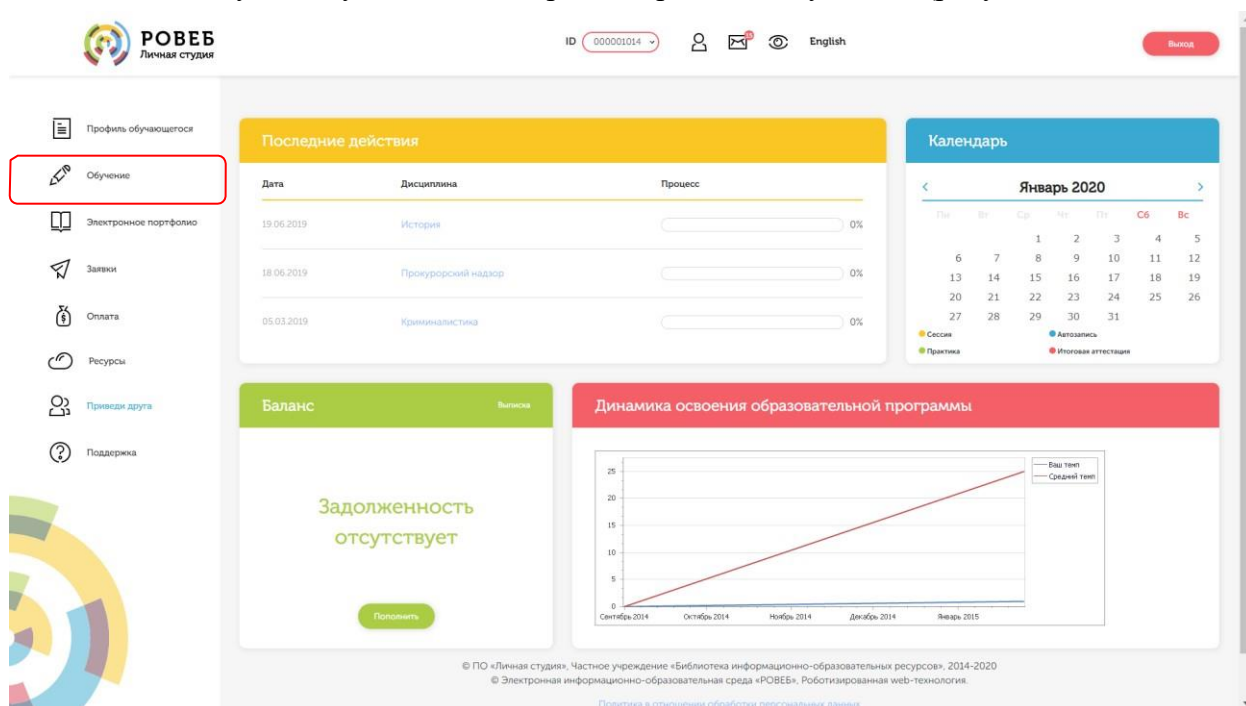 РОВЕБ
Личная студия
ID 000001014
English
Выход
Профиль обучающегося
Обучение
Электронное портфолио
Заявки
Оплата
Ресурсы
Приведи друга
Поддержка
Последние действия
Дата Дисциплина Процесс
19.06.2019 История 0%
18.06.2019 Прокурорский надзор 0%
05.03.2019 Криминалистика 0%
Календарь
< Январь 2020 >
Пн Вт Ср Чт Пт Сб Вс
1 2 3 4 5
6 7 8 9 10 11 12
13 14 15 16 17 18 19
20 21 22 23 24 25 26
27 28 29 30 31
Сессия Автозапись
Практика Итоговая аттестация
Баланс Выписка
Задолженность
отсутствует
Пополнить
Динамика освоения образовательной программы
Ваш темп
Средний темп
25
20
15
10
5
0
Сентябрь 2014 Октябрь 2014 Ноябрь 2014 Декабрь 2014 Январь 2015
© ПО «Личная студия», Частное учреждение «Библиотека информационно-образовательных ресурсов», 2014-2020
© Электронная информационно-образовательная среда «РОВЕБ», Роботизированная web-технология.
Политика в отношении обработки персональных данных